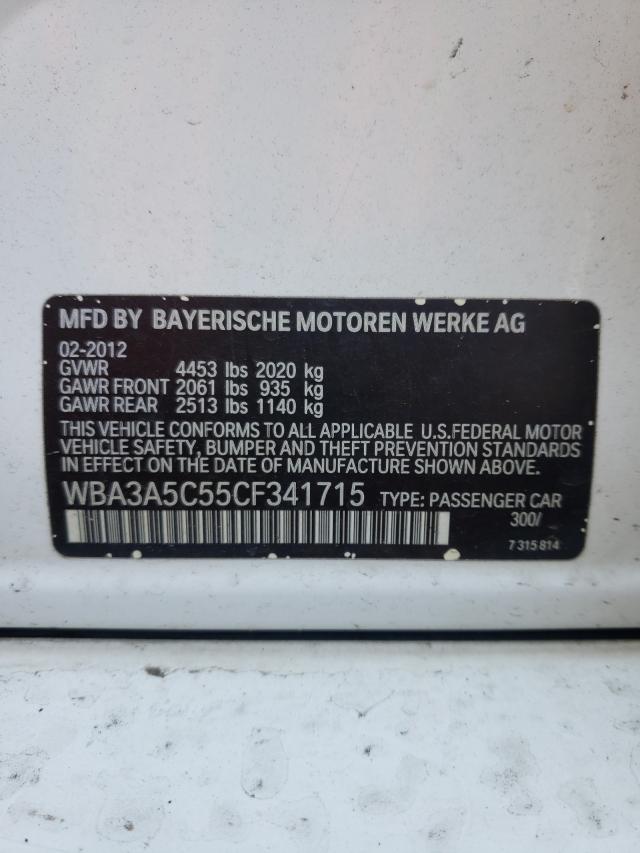 MFD BY BAYERISCHE MOTOREN WERKE AG
02-2012
GVWR 4453 lbs 2020 kg
GAWR FRONT 2061 lbs 935 kg
GAWR REAR 2513 lbs 1140 kg
THIS VEHICLE CONFORMS TO ALL APPLICABLE U.S.FEDERAL MOTOR
VEHICLE SAFETY, BUMPER AND THEFT PREVENTION STANDARDS
IN EFFECT ON THE DATE OF MANUFACTURE SHOWN ABOVE.
WBA3A5C55CF341715 TYPE: PASSENGER CAR
300/
7 315 814